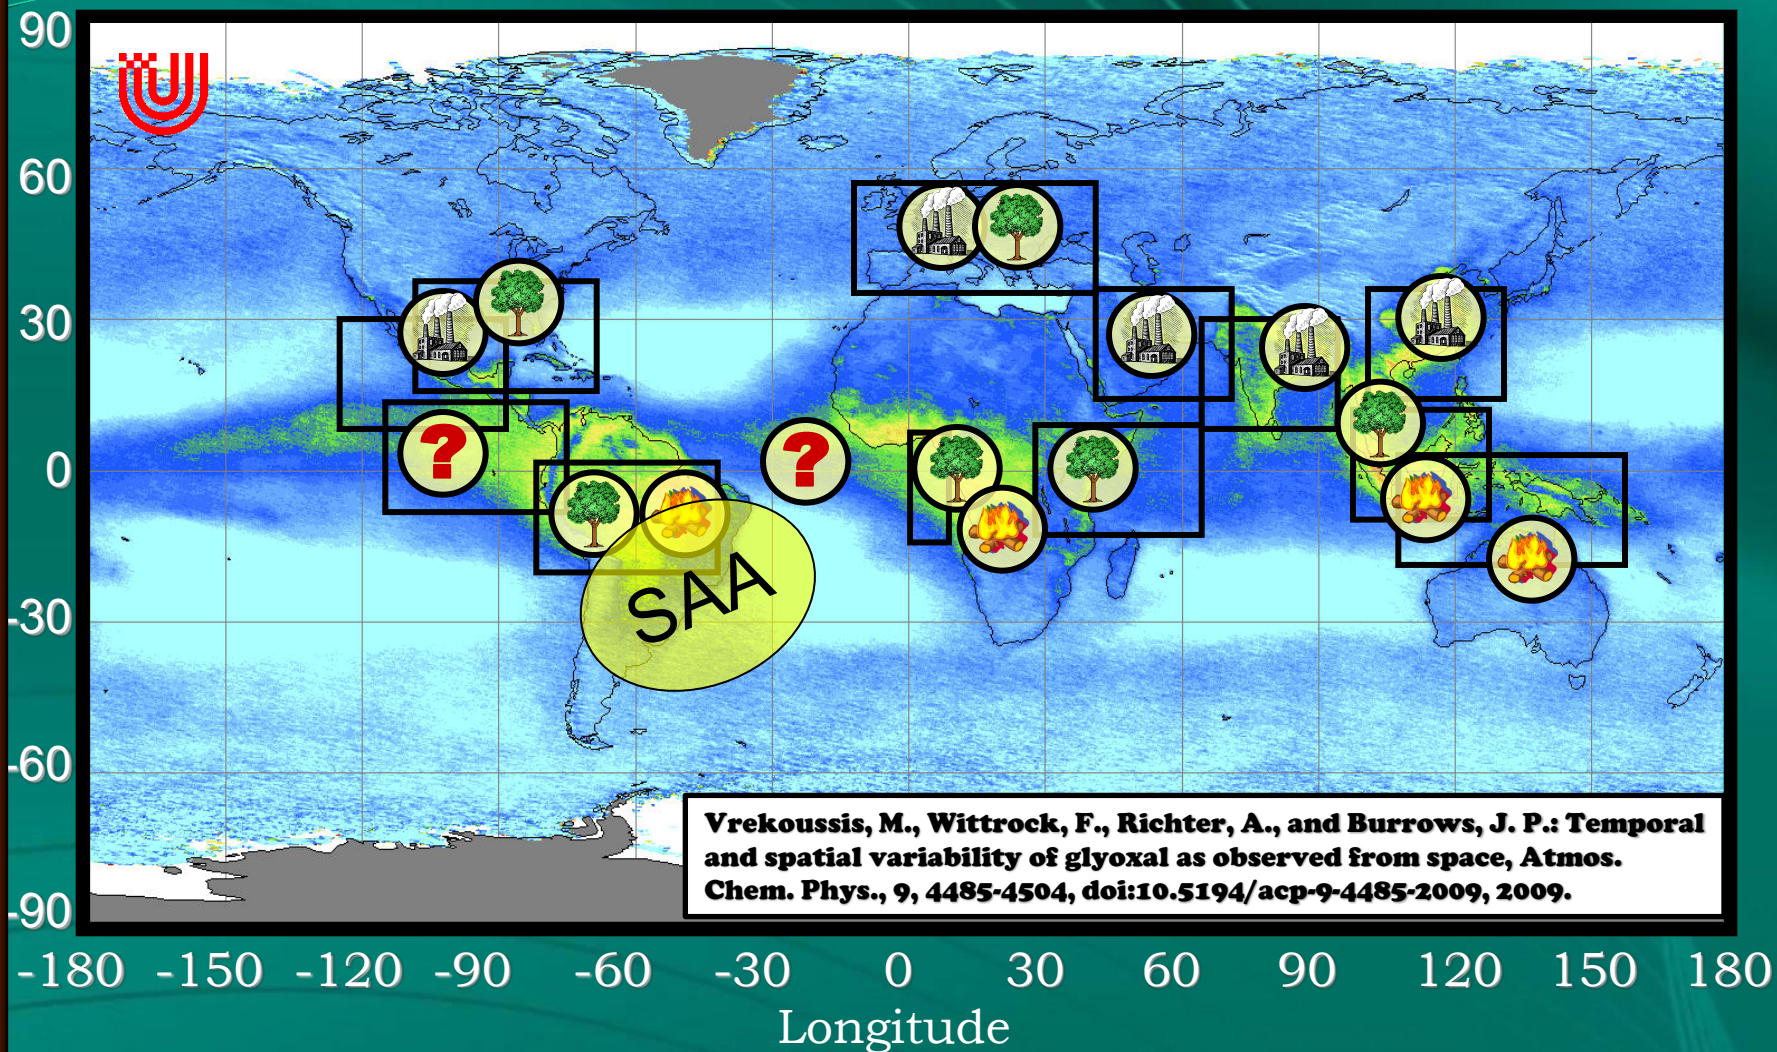 90
60
30
0
-30
-60
-90
?
?
SAA
Vrekoussis, M., Wittrock, F., Richter, A., and Burrows, J. P.: Temporal
and spatial variability of glyoxal as observed from space, Atmos.
Chem. Phys., 9, 4485-4504, doi:10.5194/acp-9-4485-2009, 2009.
-180 -150 -120 -90 -60 -30 0 30 60 90 120 150 180
Longitude